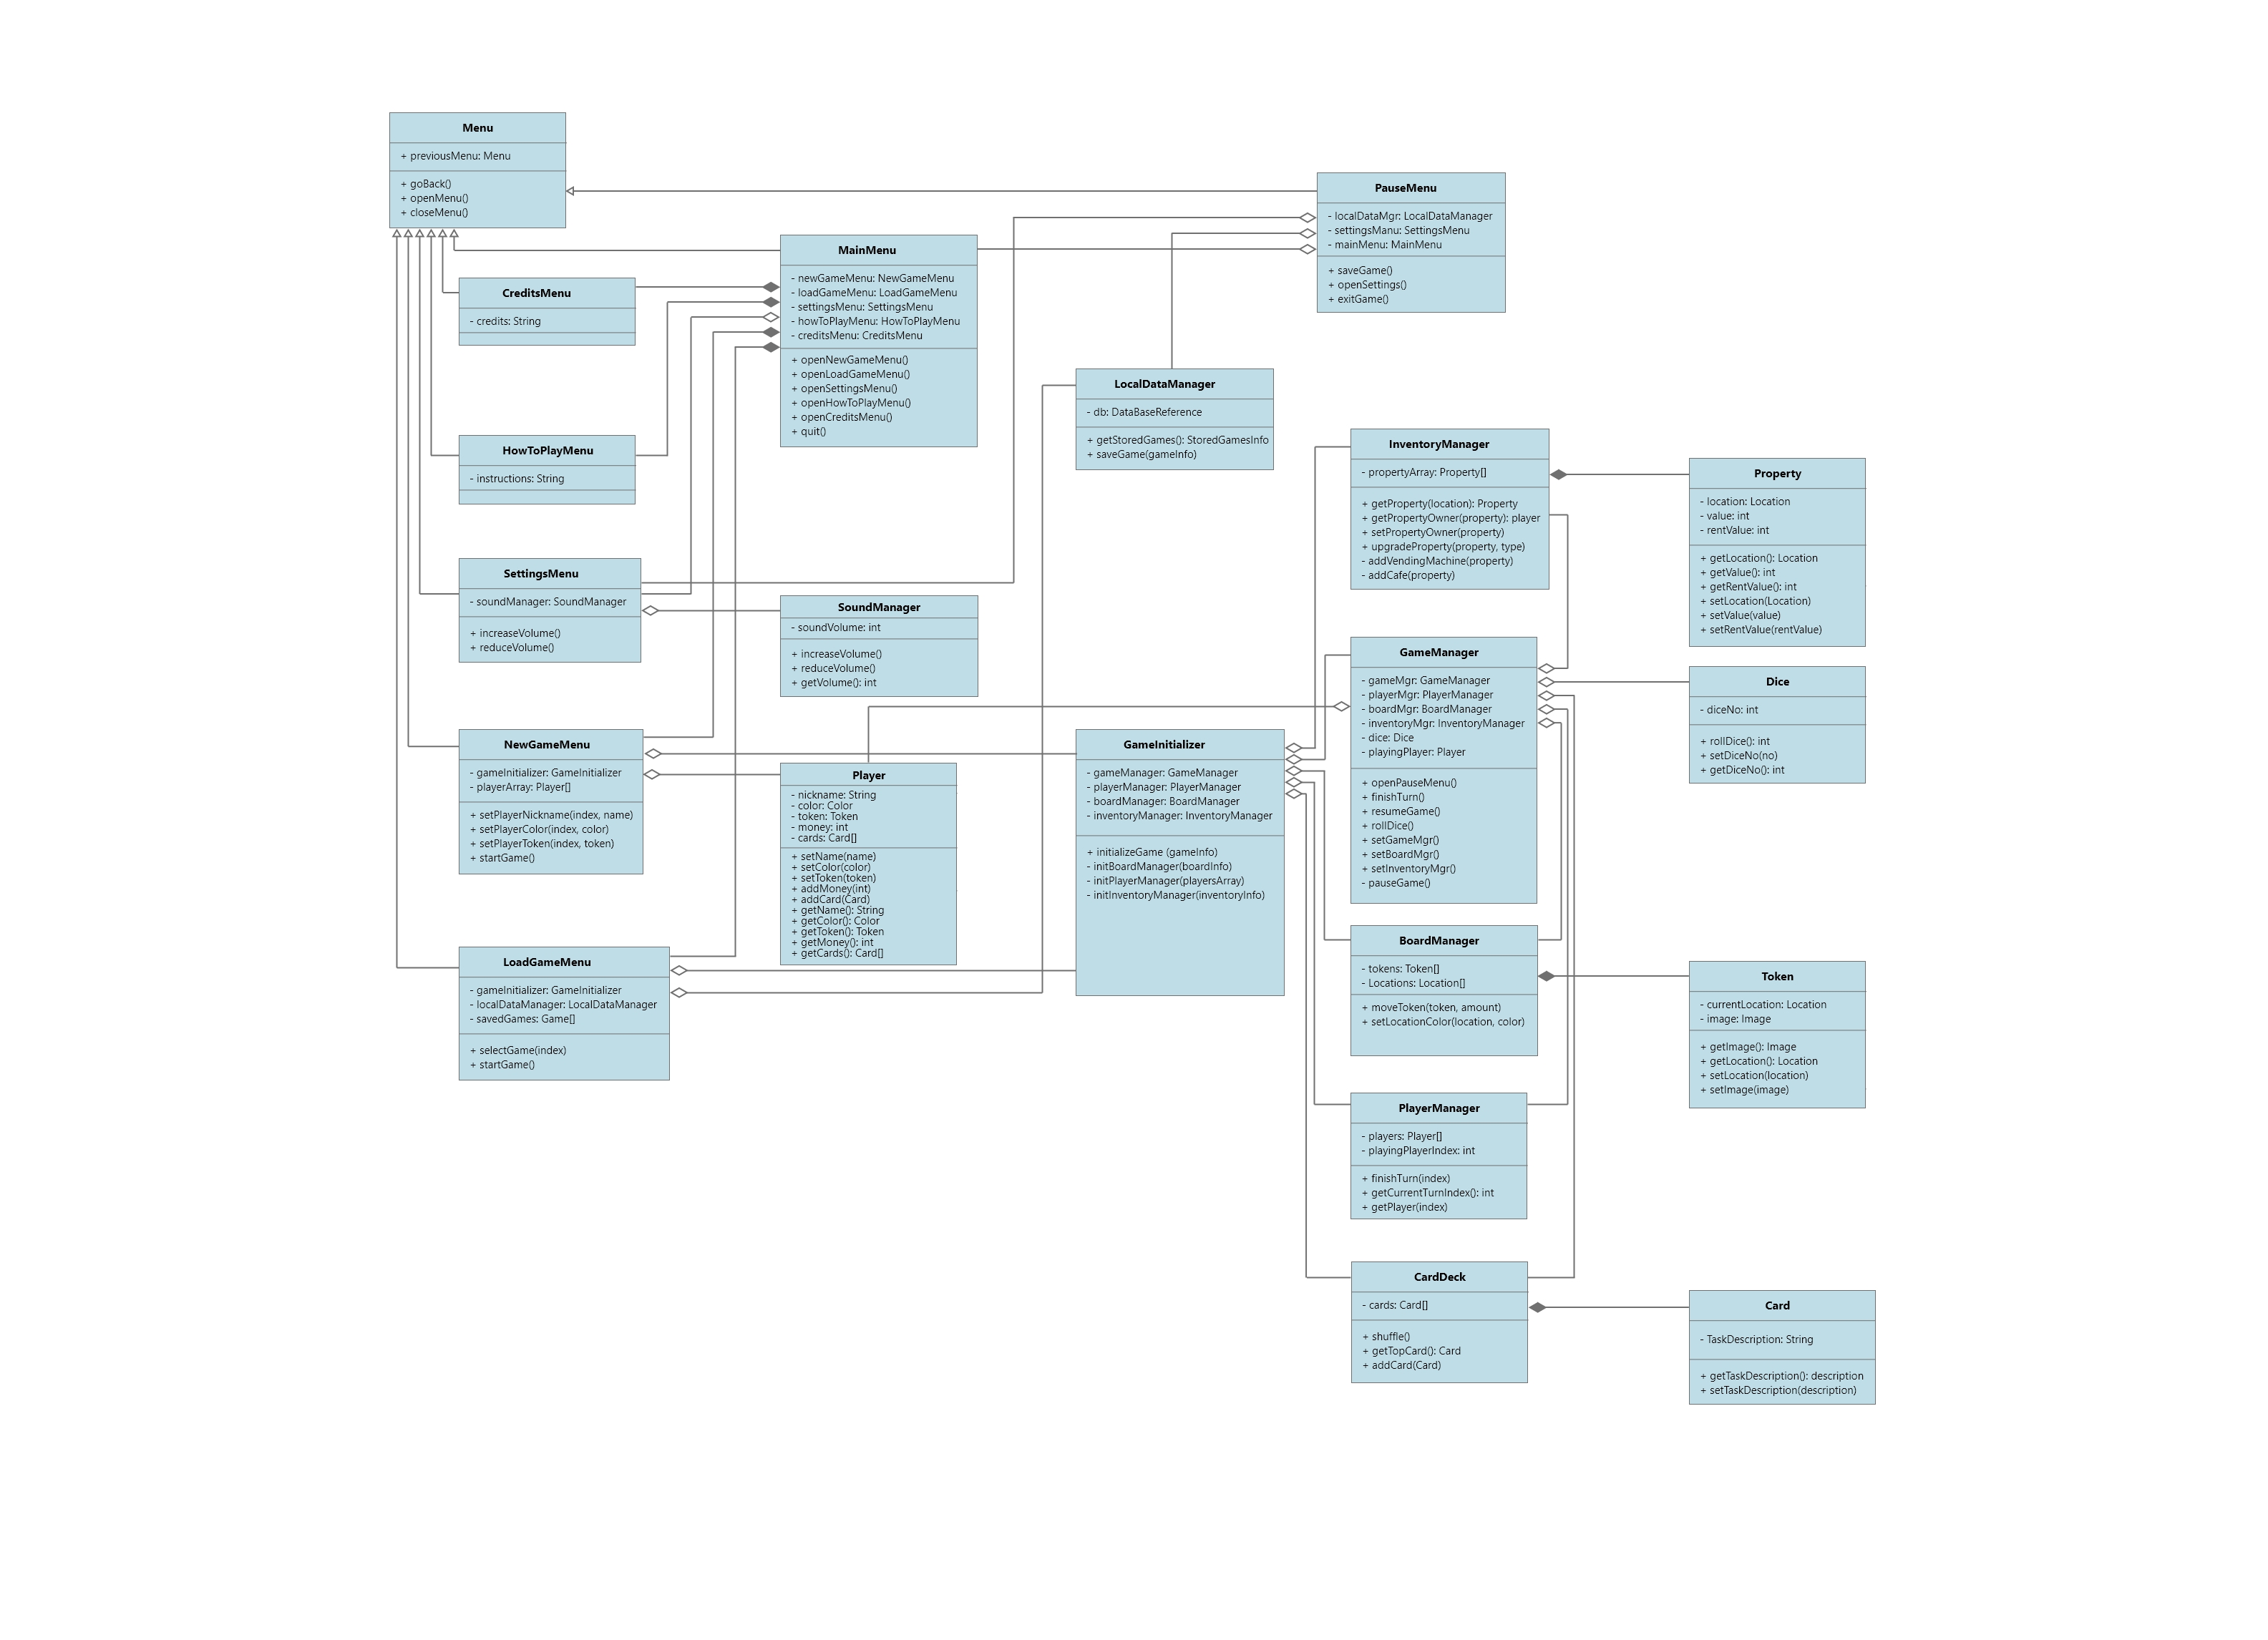 Menu
+ previousMenu: Menu
+ goBack()
+ openMenu()
+ closeMenu()
PauseMenu
- localDataMgr: LocalDataManager
- settingsManu: SettingsMenu
- mainMenu: MainMenu
+ saveGame()
+ openSettings()
+ exitGame()
MainMenu
- newGameMenu: NewGameMenu
- loadGameMenu: LoadGameMenu
- settingsMenu: SettingsMenu
- howToPlayMenu: HowToPlayMenu
- creditsMenu: CreditsMenu
+ openNewGameMenu()
+ openLoadGameMenu()
+ openSettingsMenu()
+ openHowToPlayMenu()
+ openCreditsMenu()
+ quit()
CreditsMenu
- credits: String
LocalDataManager
- db: DataBaseReference
+ getStoredGames(): StoredGamesInfo
+ saveGame(gameInfo)
HowToPlayMenu
- instructions: String
InventoryManager
- propertyArray: Property[]
+ getProperty(location): Property
+ getPropertyOwner(property): player
+ setPropertyOwner(property)
+ upgradeProperty(property, type)
- addVendingMachine(property)
- addCafe(property)
Property
- location: Location
- value: int
- rentValue: int
+ getLocation(): Location
+ getValue(): int
+ getRentValue(): int
+ setLocation(Location)
+ setValue(value)
+ setRentValue(rentValue)
SettingsMenu
- soundManager: SoundManager
+ increaseVolume()
+ reduceVolume()
SoundManager
- soundVolume: int
+ increaseVolume()
+ reduceVolume()
+ getVolume(): int
GameManager
- gameMgr: GameManager
- playerMgr: PlayerManager
- boardMgr: BoardManager
- inventoryMgr: InventoryManager
- dice: Dice
- playingPlayer: Player
+ openPauseMenu()
+ finishTurn()
+ resumeGame()
+ rollDice()
+ setGameMgr()
+ setBoardMgr()
+ setInventoryMgr()
- pauseGame()
Dice
- diceNo: int
+ rollDice(): int
+ setDiceNo(no)
+ getDiceNo(): int
NewGameMenu
- gameInitializer: GameInitializer
- playerArray: Player[]
+ setPlayerNickname(index, name)
+ setPlayerColor(index, color)
+ setPlayerToken(index, token)
+ startGame()
Player
- nickname: String
- color: Color
- token: Token
- money: int
- cards: Card[]
+ setName(name)
+ setColor(color)
+ setToken(token)
+ addMoney(int)
+ addCard(Card)
+ getName(): String
+ getColor(): Color
+ getToken(): Token
+ getMoney(): int
+ getCards(): Card[]
GameInitializer
- gameManager: GameManager
- playerManager: PlayerManager
- boardManager: BoardManager
- inventoryManager: InventoryManager
+ initializeGame (gameInfo)
- initBoardManager(boardInfo)
- initPlayerManager(playersArray)
- initInventoryManager(inventoryInfo)
LoadGameMenu
- gameInitializer: GameInitializer
- localDataManager: LocalDataManager
- savedGames: Game[]
+ selectGame(index)
+ startGame()
BoardManager
- tokens: Token[]
- Locations: Location[]
+ moveToken(token, amount)
+ setLocationColor(location, color)
Token
- currentLocation: Location
- image: Image
+ getImage(): Image
+ getLocation(): Location
+ setLocation(location)
+ setImage(image)
PlayerManager
- players: Player[]
- playingPlayerIndex: int
+ finishTurn(index)
+ getCurrentTurnIndex(): int
+ getPlayer(index)
CardDeck
- cards: Card[]
+ shuffle()
+ getTopCard(): Card
+ addCard(Card)
Card
- TaskDescription: String
+ getTaskDescription(): description
+ setTaskDescription(description)